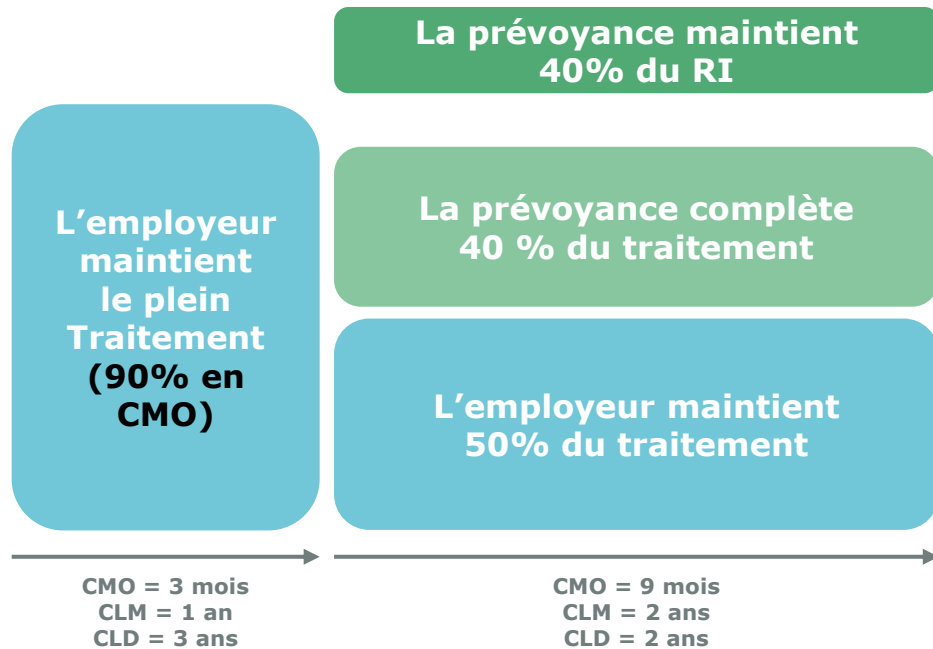 La prévoyance maintient
40% du RI
L’employeur
maintient
le plein
Traitement
(90% en
CMO)
La prévoyance complète
40 % du traitement
L’employeur maintient
50% du traitement
CMO = 3 mois
CLM = 1 an
CLD = 3 ans
CMO = 9 mois
CLM = 2 ans
CLD = 2 ans